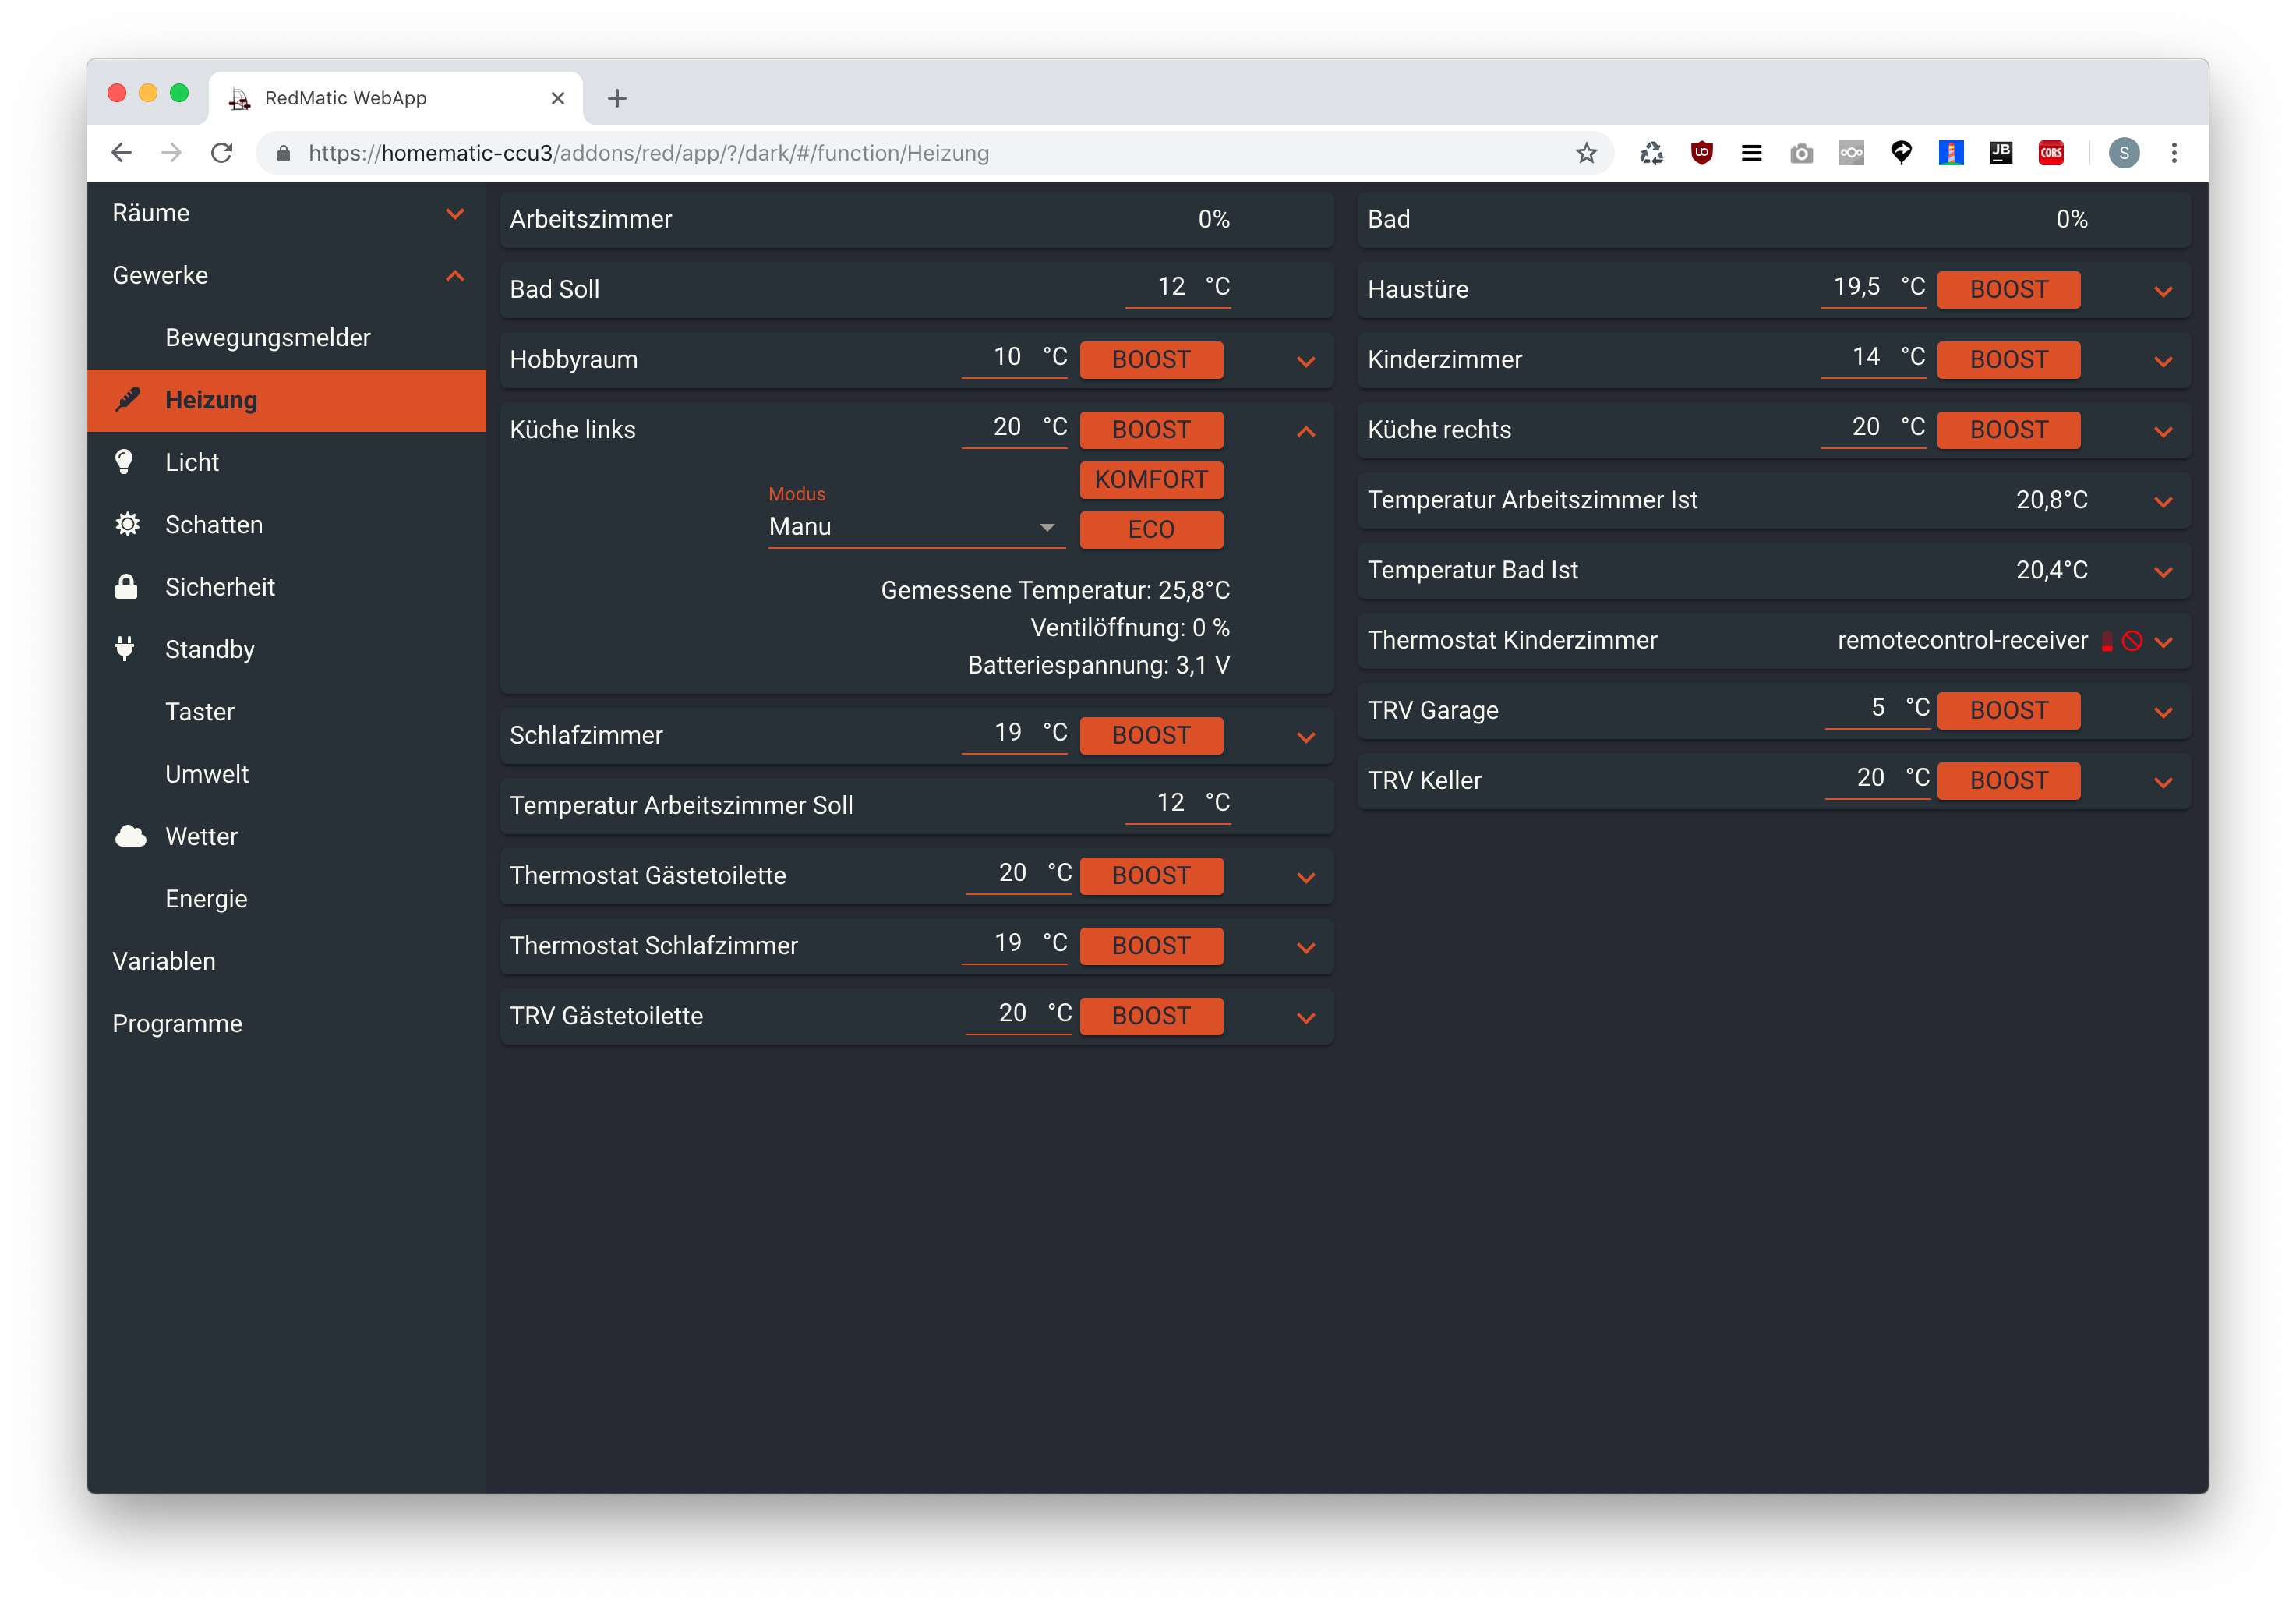 RedMatic WebApp
https://homematic-ccu3/addons/red/app/?/dark/#/function/Heizung
JB
CORS
S
Räume
Gewerke
Bewegungsmelder
Heizung
Licht
Schatten
Sicherheit
Standby
Taster
Umwelt
Wetter
Energie
Variablen
Programme
Arbeitszimmer 0%
Bad Soll 12 °C
Hobbyraum 10 °C BOOST
Küche links 20 °C BOOST
KOMFORT
Modus
Manu
ECO
Gemessene Temperatur: 25,8°C
Ventilöffnung: 0 %
Batteriespannung: 3,1 V
Schlafzimmer 19 °C BOOST
Temperatur Arbeitszimmer Soll 12 °C
Thermostat Gästetoilette 20 °C BOOST
Thermostat Schlafzimmer 19 °C BOOST
TRV Gästetoilette 20 °C BOOST
Bad 0%
Haustüre 19,5 °C BOOST
Kinderzimmer 14 °C BOOST
Küche rechts 20 °C BOOST
Temperatur Arbeitszimmer Ist 20,8°C
Temperatur Bad Ist 20,4°C
Thermostat Kinderzimmer remotecontrol-receiver
TRV Garage 5 °C BOOST
TRV Keller 20 °C BOOST